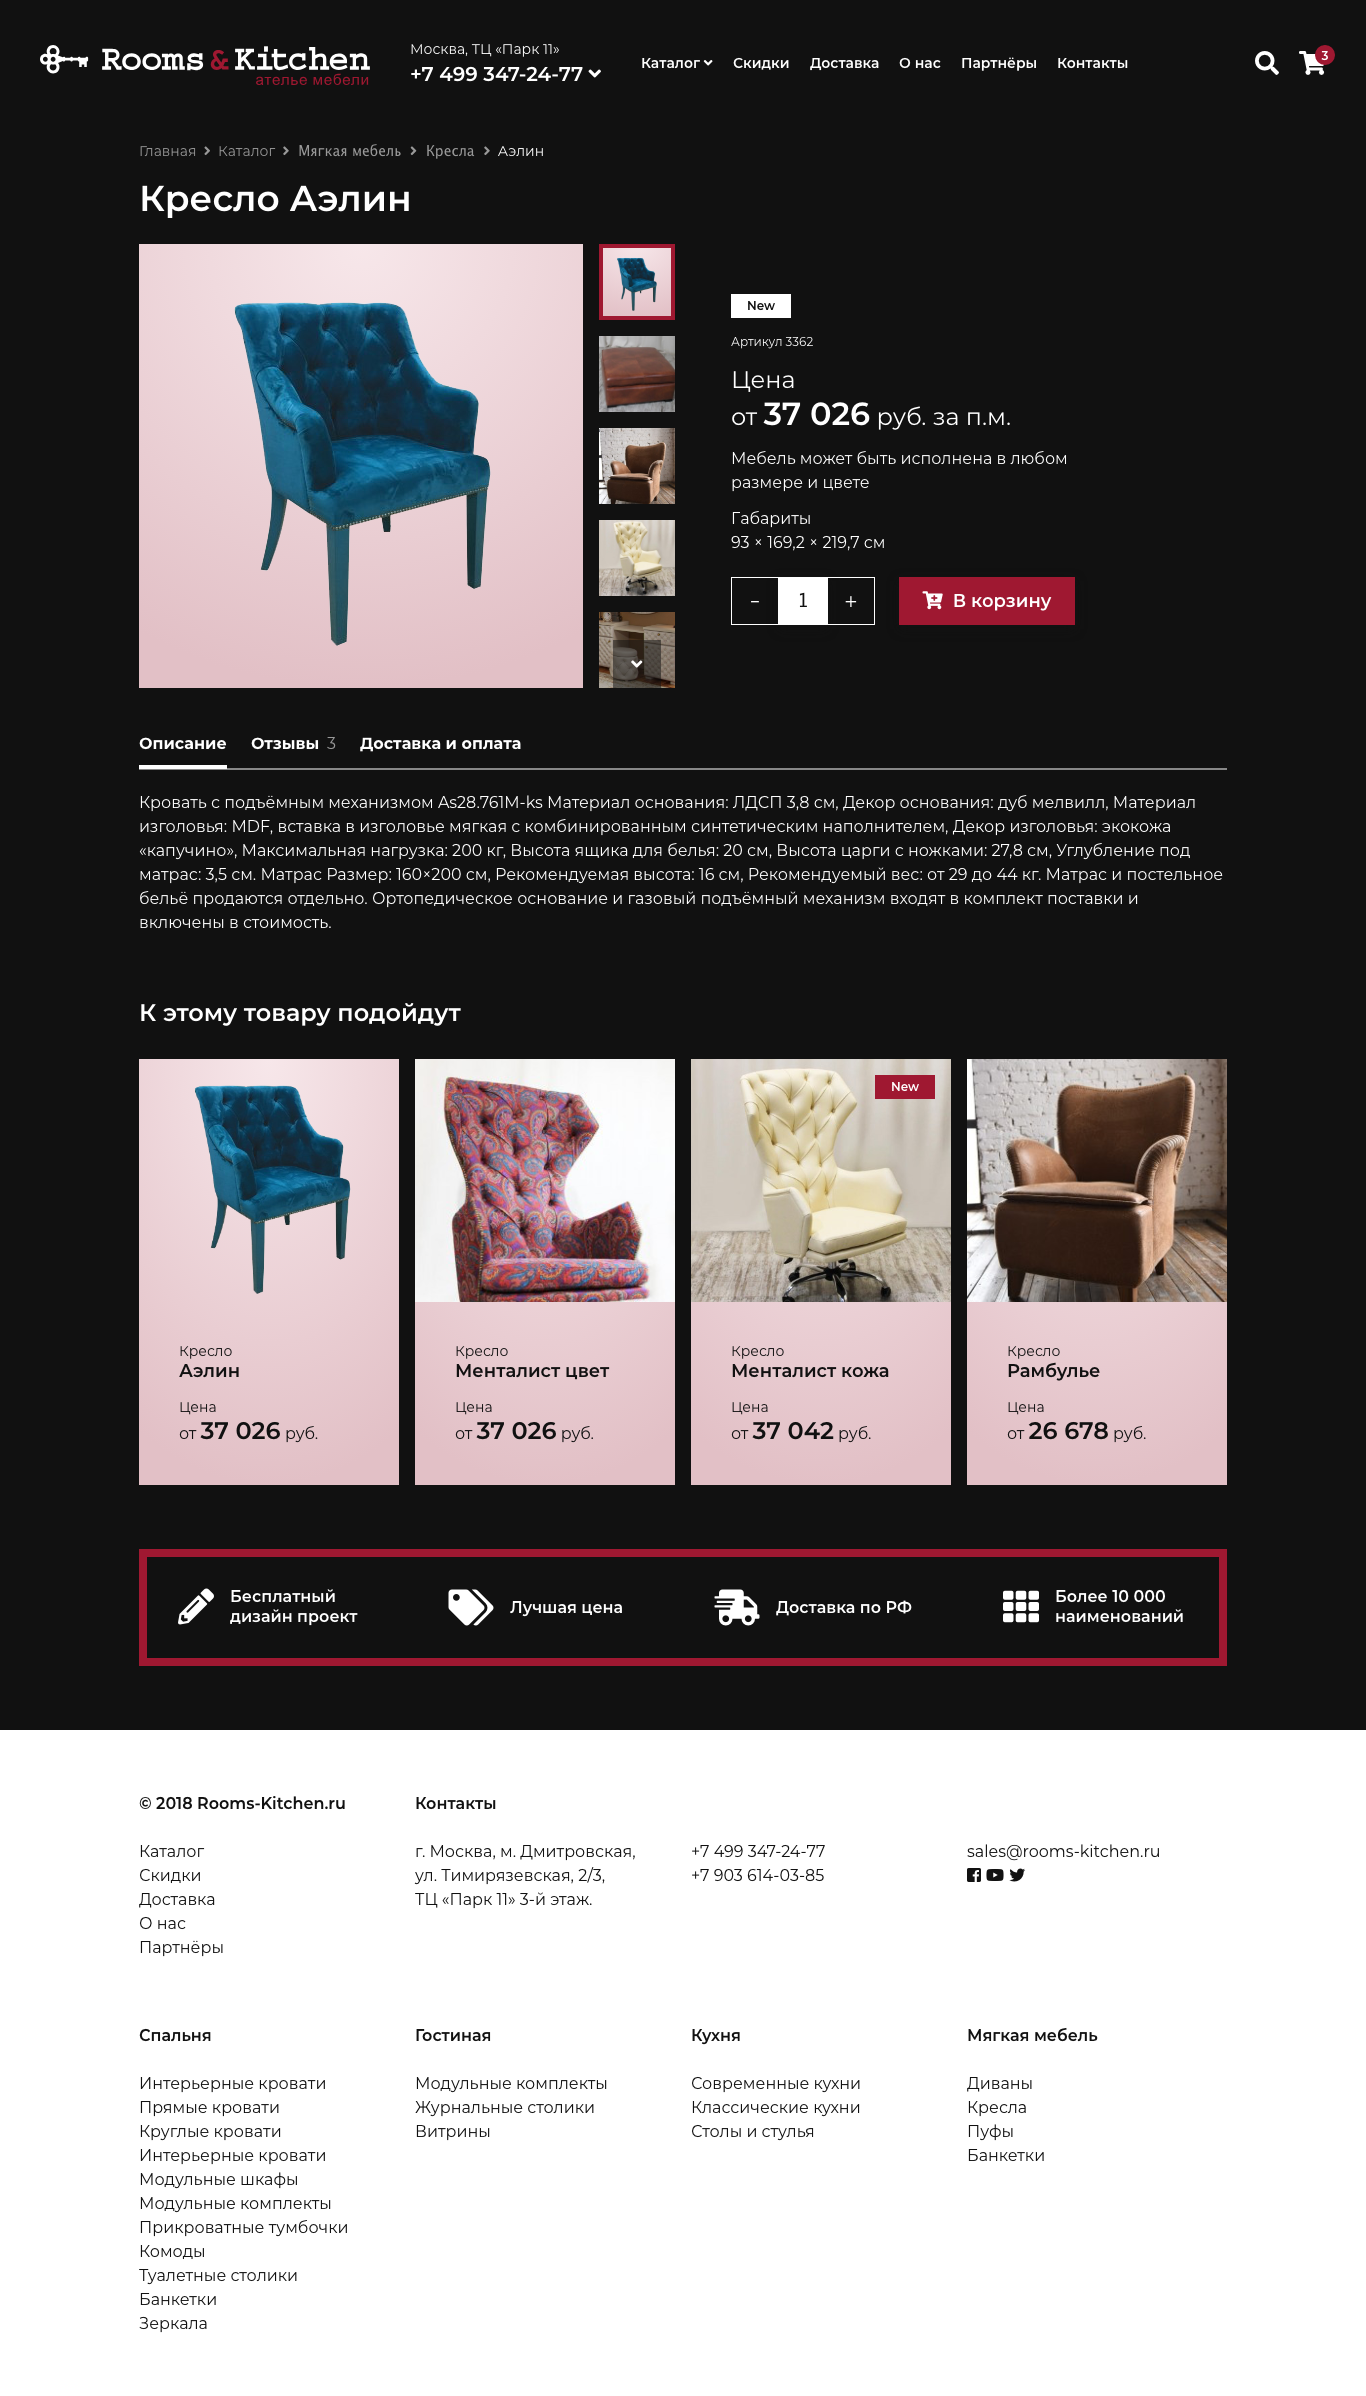 Rooms & Kitchen
ателье мебели
Москва, ТЦ «Парк 11»
+7 499 347-24-77
Каталог Скидки Доставка О нас Партнёры Контакты
3
Главная Каталог Мягкая мебель Кресла Аэлин
Кресло Аэлин
New
Артикул 3362
Цена
от 37 026 руб. за п.м.
Мебель может быть исполнена в любом
размере и цвете
Габариты
93 × 169,2 × 219,7 см
- 1 + В корзину
Описание Отзывы 3 Доставка и оплата
Кровать с подъёмным механизмом As28.761M-ks Материал основания: ЛДСП 3,8 см, Декор основания: дуб мелвилл, Материал
изголовья: MDF, вставка в изголовье мягкая с комбинированным синтетическим наполнителем, Декор изголовья: экокожа
«капучино», Максимальная нагрузка: 200 кг, Высота ящика для белья: 20 см, Высота царги с ножками: 27,8 см, Углубление под
матрас: 3,5 см. Матрас Размер: 160×200 см, Рекомендуемая высота: 16 см, Рекомендуемый вес: от 29 до 44 кг. Матрас и постельное
бельё продаются отдельно. Ортопедическое основание и газовый подъёмный механизм входят в комплект поставки и
включены в стоимость.
К этому товару подойдут
Кресло
Аэлин
Цена
от 37 026 руб.
Кресло
Менталист цвет
Цена
от 37 026 руб.
New
Кресло
Менталист кожа
Цена
от 37 042 руб.
Кресло
Рамбулье
Цена
от 26 678 руб.
Бесплатный
дизайн проект
Лучшая цена
Доставка по РФ
Более 10 000
наименований
© 2018 Rooms-Kitchen.ru
Каталог
Скидки
Доставка
О нас
Партнёры
Контакты
г. Москва, м. Дмитровская,
ул. Тимирязевская, 2/3,
ТЦ «Парк 11» 3-й этаж.
+7 499 347-24-77
+7 903 614-03-85
sales@rooms-kitchen.ru
Спальня
Интерьерные кровати
Прямые кровати
Круглые кровати
Интерьерные кровати
Модульные шкафы
Модульные комплекты
Прикроватные тумбочки
Комоды
Туалетные столики
Банкетки
Зеркала
Гостиная
Модульные комплекты
Журнальные столики
Витрины
Кухня
Современные кухни
Классические кухни
Столы и стулья
Мягкая мебель
Диваны
Кресла
Пуфы
Банкетки